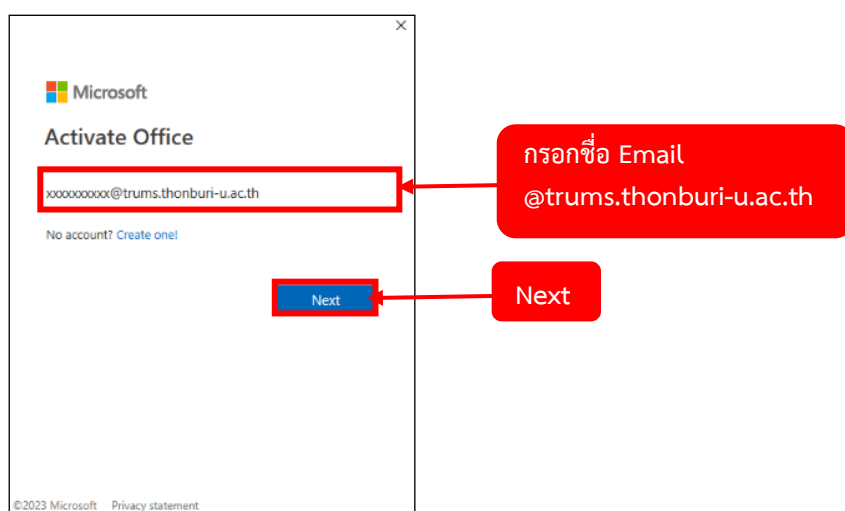 Microsoft
Activate Office
xxxxxxxxxx@trums.thonburi-u.ac.th
No account? Create one!
Next
©2023 Microsoft Privacy statement
กรอกชื่อ Email
@trums.thonburi-u.ac.th
Next